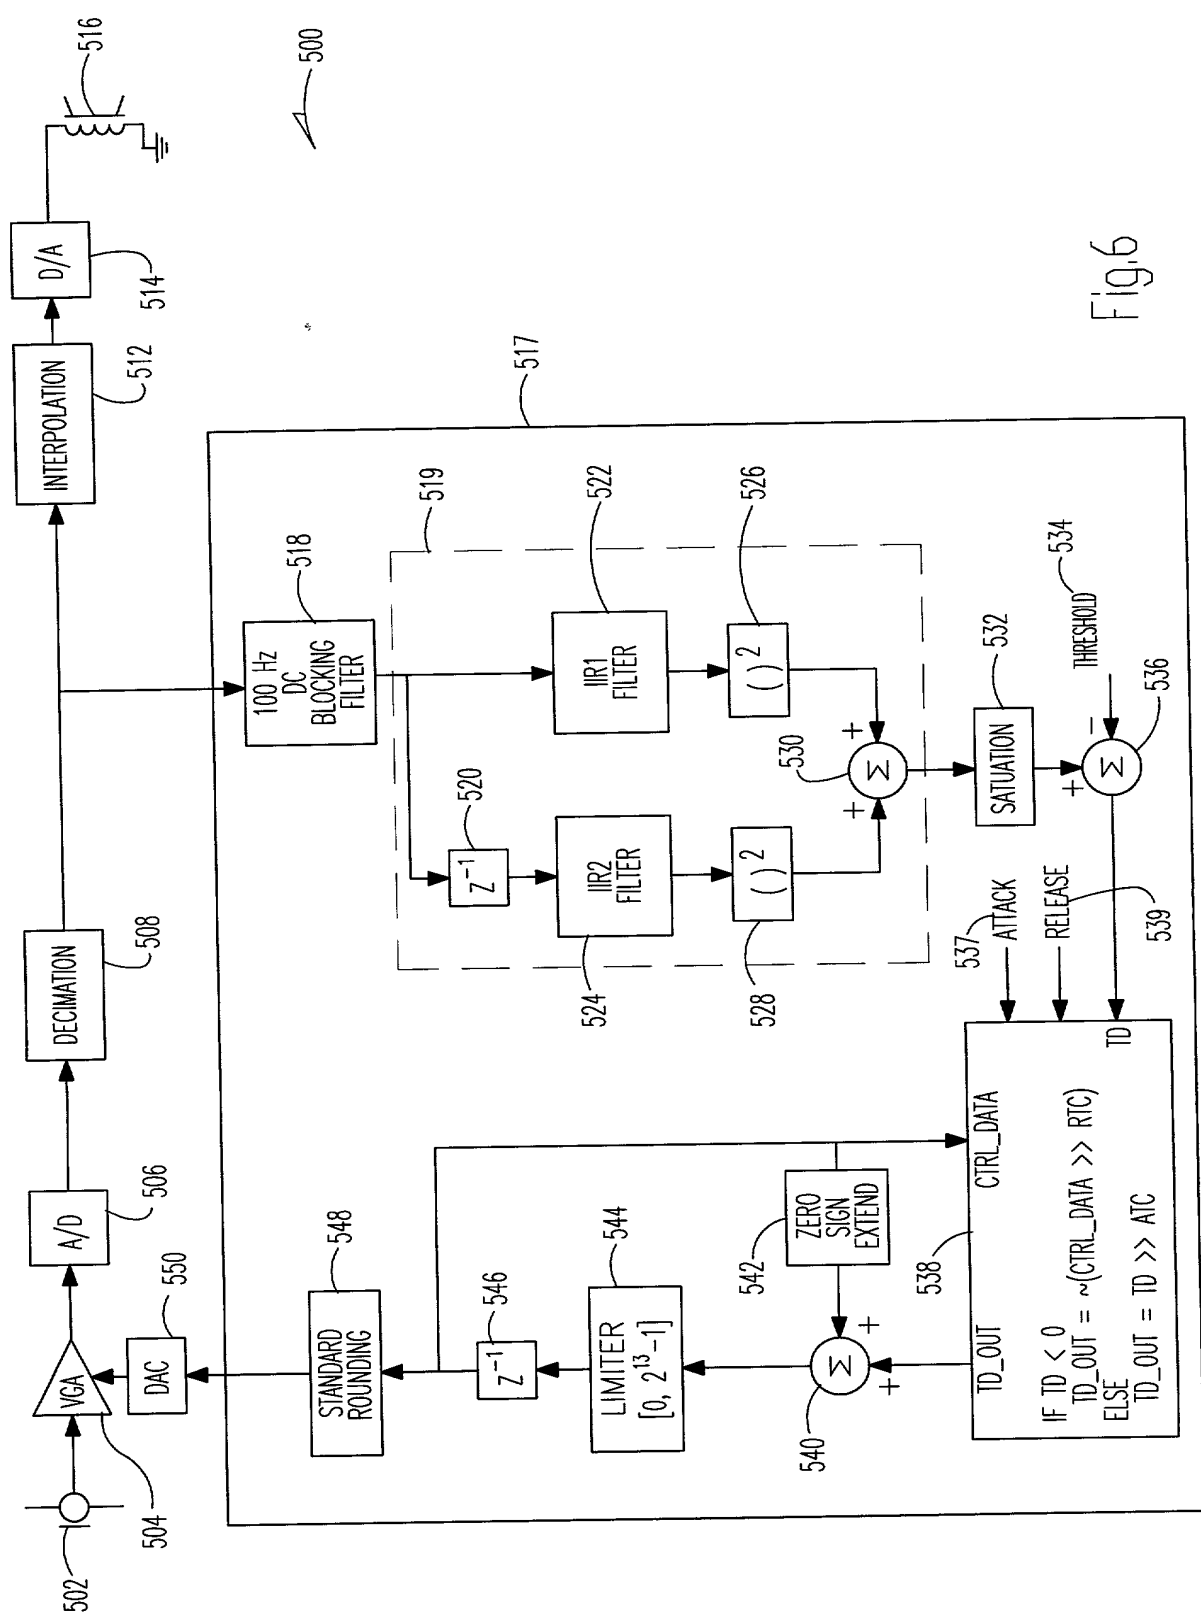 516
500
D/A
514
INTERPOLATION
512
517
DECIMATION
508
A/D
506
VGA
504
502
DAC
550
100 Hz
DC
BLOCKING
FILTER
518
519
Z⁻¹
520
IIR1
FILTER
522
IIR2
FILTER
524
( )²
526
( )²
528
Σ
+
+
530
SATUATION
532
THRESHOLD
534
Σ
+
-
536
537
ATTACK
RELEASE
539
TD
CTRL_DATA
TD_OUT
538
IF TD < 0
TD_OUT = ~(CTRL_DATA >> RTC)
ELSE
TD_OUT = TD >> ATC
Σ
+
+
540
ZERO
SIGN
EXTEND
542
LIMITER
[0, 2¹³-1]
544
Z⁻¹
546
STANDARD
ROUNDING
548
Fig.6